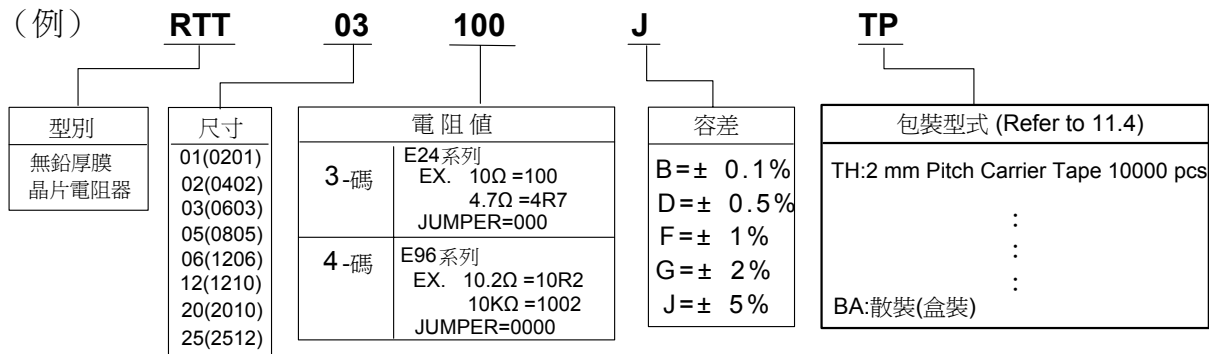 (例) RTT 03 100 J TP
型別
無鉛厚膜
晶片電阻器
尺寸
01(0201)
02(0402)
03(0603)
05(0805)
06(1206)
12(1210)
20(2010)
25(2512)
電阻值
3-碼
E24系列
EX. 10Ω =100
4.7Ω =4R7
JUMPER=000
4-碼
E96系列
EX. 10.2Ω =10R2
10KΩ =1002
JUMPER=0000
容差
B=± 0.1%
D=± 0.5%
F=± 1%
G=± 2%
J=± 5%
包裝型式 (Refer to 11.4)
TH:2 mm Pitch Carrier Tape 10000 pcs
:
:
:
BA:散裝(盒裝)